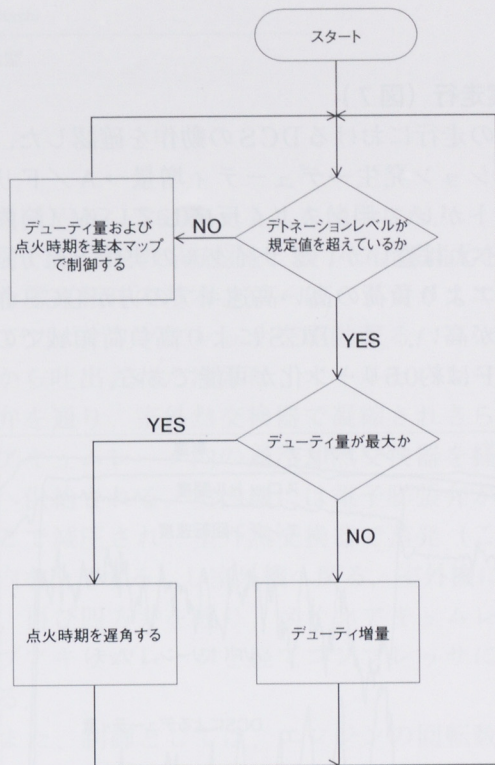 スタート
デトネーションレベルが
規定値を超えているか
NO
デューティ量および
点火時期を基本マップ
で制御する
YES
デューティ量が最大か
YES
NO
点火時期を遅角する
デューティ増量